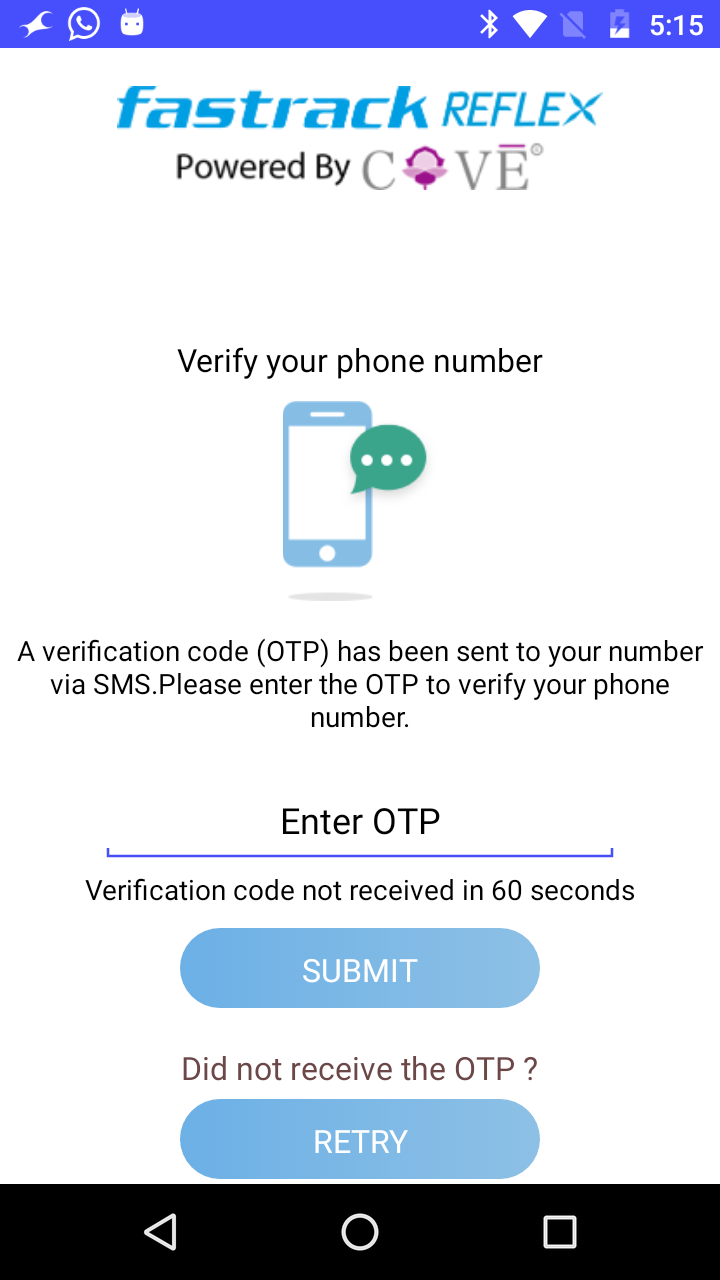 5:15
fastrack REFLEX
Powered By COVE®
Verify your phone number
A verification code (OTP) has been sent to your number
via SMS.Please enter the OTP to verify your phone
number.
Enter OTP
Verification code not received in 60 seconds
SUBMIT
Did not receive the OTP ?
RETRY